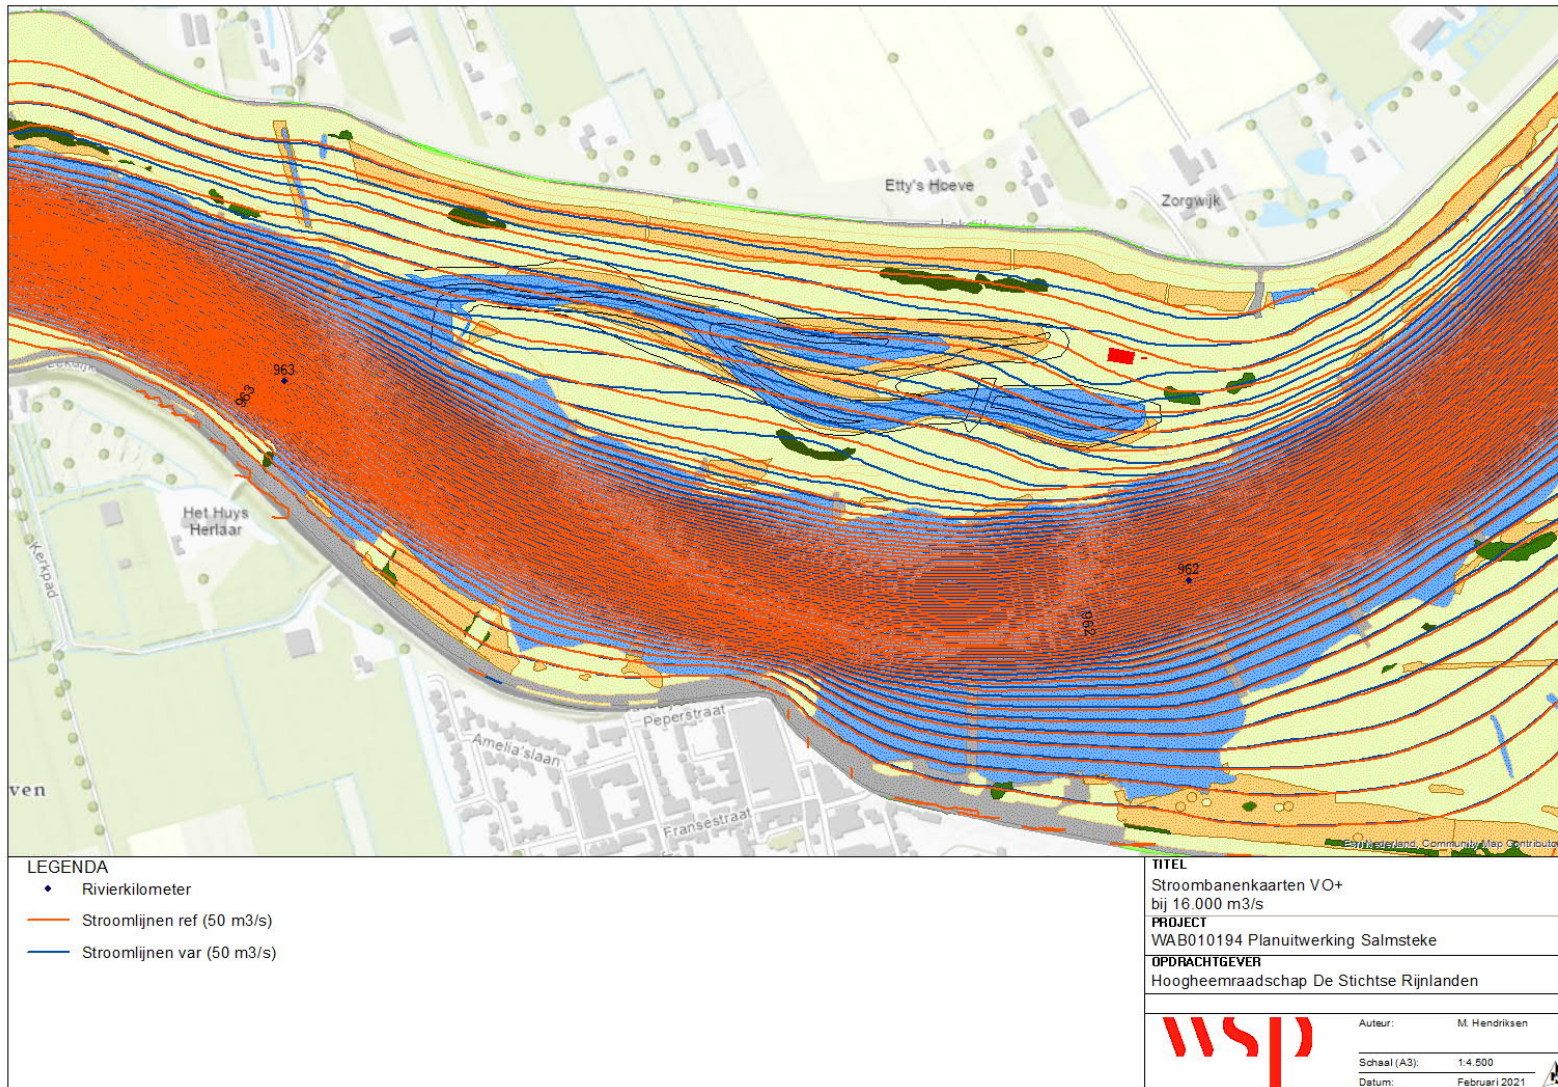 Etty's Hoeve
Zorgwijk
963
963
Het Huys
Herlaar
Kerkpad
962
962
Peperstraat
Amelia'slaan
Fransestraat
ven
Esri Nederland, Community Map Contributor
LEGENDA
Rivierkilometer
Stroomlijnen ref (50 m3/s)
Stroomlijnen var (50 m3/s)
TITEL
Stroombanenkaarten VO+
bij 16.000 m3/s
PROJECT
WAB010194 Planuitwerking Salmsteke
OPDRACHTGEVER
Hoogheemraadschap De Stichtse Rijnlanden
wsp
Auteur: M. Hendriksen
Schaal (A3): 1:4.500
Datum: Februari 2021